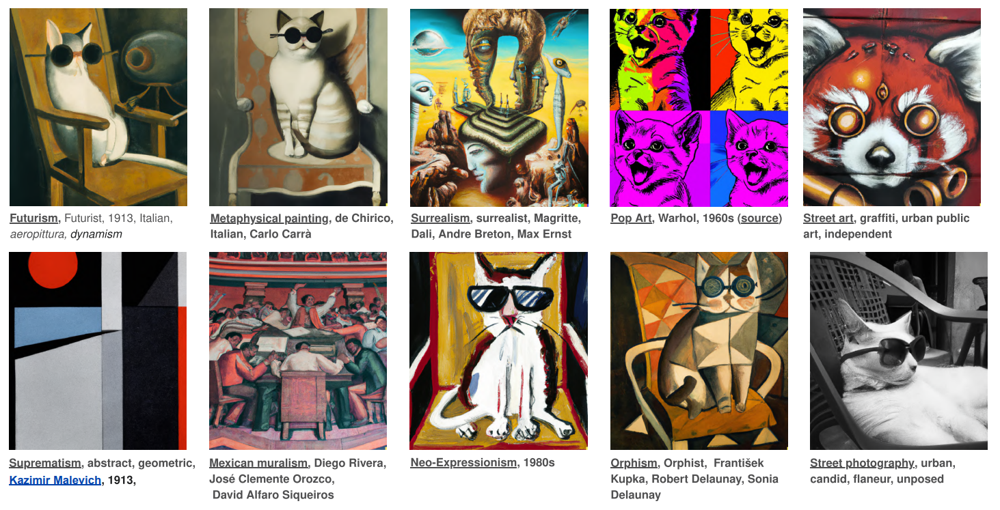 Futurism, Futurist, 1913, Italian,
aeropittura, dynamism
Metaphysical painting, de Chirico,
Italian, Carlo Carrà
Surrealism, surrealist, Magritte,
Dali, Andre Breton, Max Ernst
Pop Art, Warhol, 1960s (source)
Street art, graffiti, urban public
art, independent
Suprematism, abstract, geometric,
Kazimir Malevich, 1913,
Mexican muralism, Diego Rivera,
José Clemente Orozco,
David Alfaro Siqueiros
Neo-Expressionism, 1980s
Orphism, Orphist, František
Kupka, Robert Delaunay, Sonia
Delaunay
Street photography, urban,
candid, flaneur, unposed